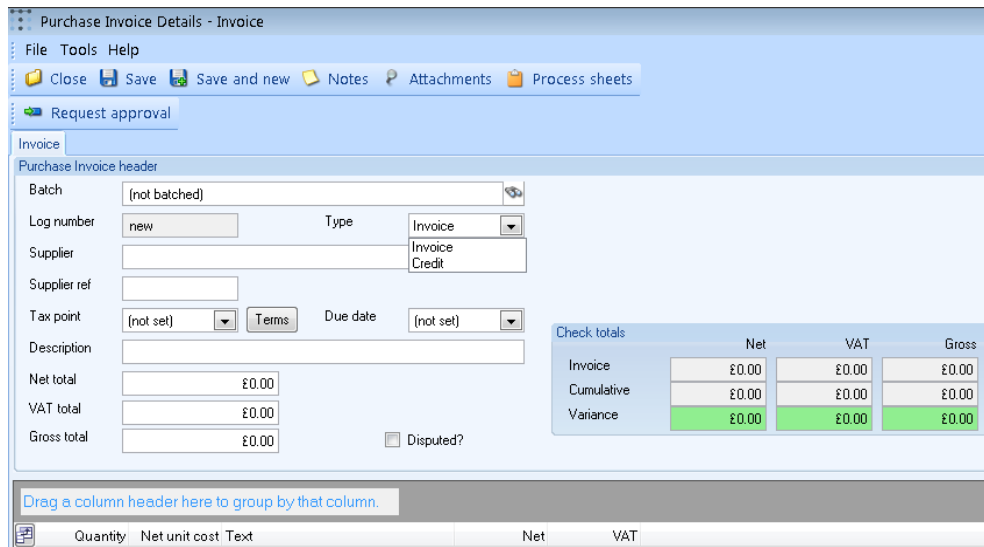 Purchase Invoice Details - Invoice
File Tools Help
Close Save Save and new Notes Attachments Process sheets
Request approval
Invoice
Purchase Invoice header
Batch (not batched)
Log number new Type Invoice
Invoice
Supplier
Credit
Supplier ref
Tax point (not set) Terms Due date (not set)
Check totals
Net VAT Gross
Description
Invoice £0.00 £0.00 £0.00
Net total £0.00
Cumulative £0.00 £0.00 £0.00
VAT total £0.00
Variance £0.00 £0.00 £0.00
Gross total £0.00 Disputed?
Drag a column header here to group by that column.
Quantity Net unit cost Text Net VAT